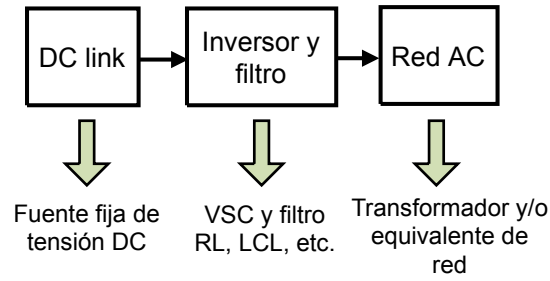 DC link
Inversor y
filtro
Red AC
Fuente fija de
tensión DC
VSC y filtro
RL, LCL, etc.
Transformador y/o
equivalente de
red